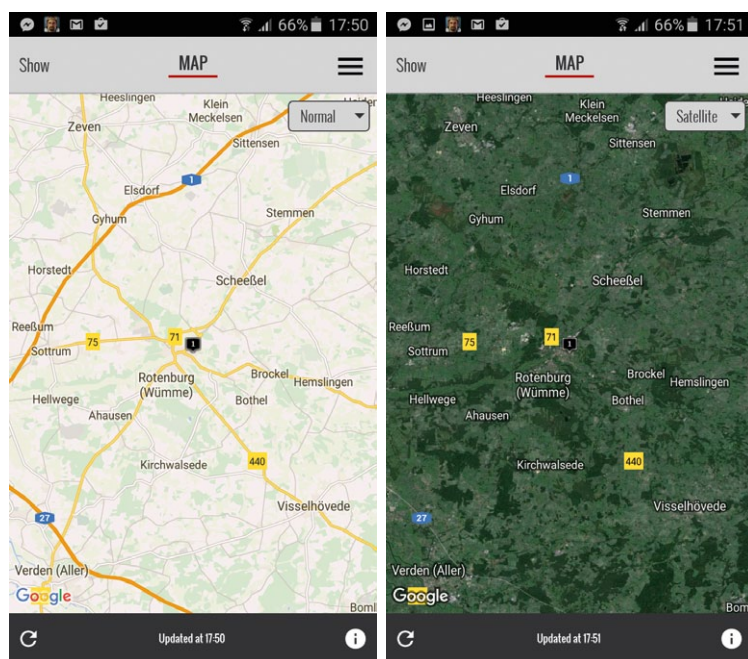 66% 17:50
Show MAP
Normal
Heeslingen
Klein
Meckelsen
Zeven
Sittensen
1
Elsdorf
Gyhum
Stemmen
Horstedt
Scheeßel
Reeßum
75
71
1
Sottrum
Rotenburg
(Wümme)
Brockel
Hemslingen
Hellwege
Bothel
Ahausen
Kirchwalsede
440
Visselhövede
27
Verden (Aller)
Google
Boml
Updated at 17:50
66% 17:51
Show MAP
Satellite
Heeslingen
Klein
Meckelsen
Zeven
Sittensen
1
Elsdorf
Gyhum
Stemmen
Horstedt
Scheeßel
Reeßum
75
71
1
Sottrum
Rotenburg
(Wümme)
Brockel
Hemslingen
Hellwege
Bothel
Ahausen
Kirchwalsede
440
Visselhövede
27
Verden (Aller)
Google
Bom
Updated at 17:51